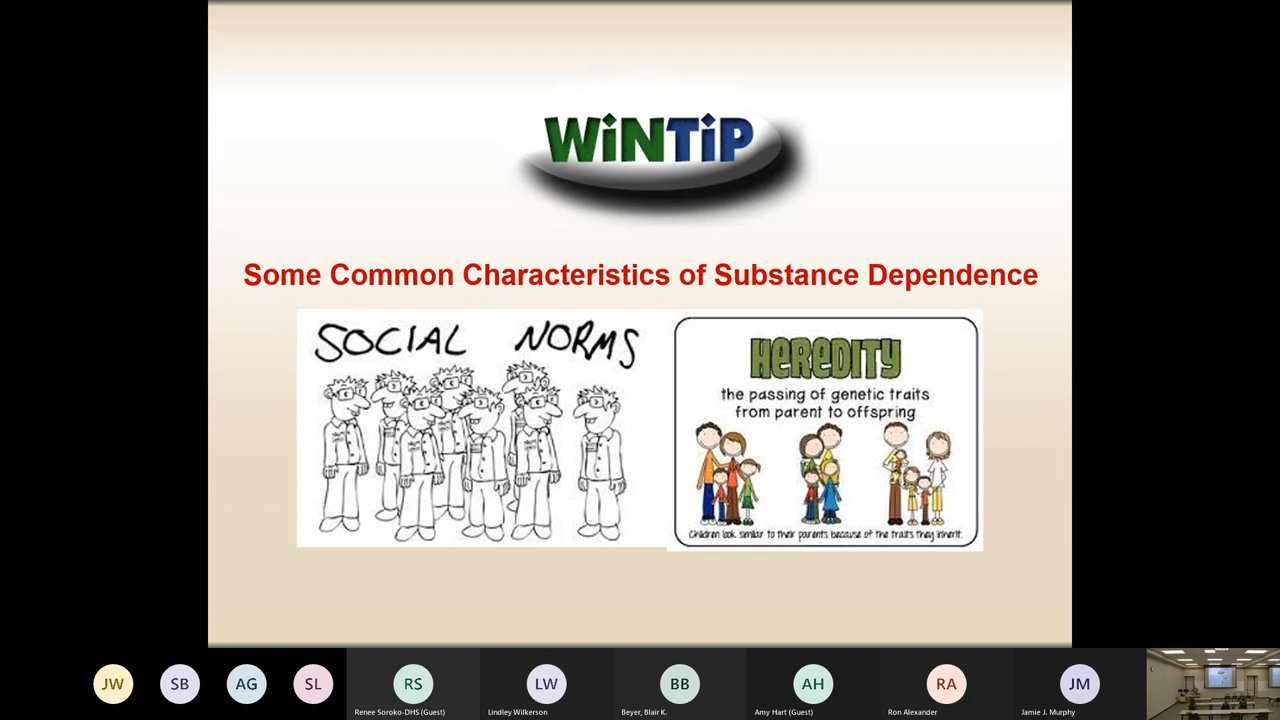 WiNTiP
Some Common Characteristics of Substance Dependence
SOCIAL NORMS
HEREDITY
the passing of genetic traits
from parent to offspring
Children look similar to their parents because of the traits they inherit.
JW
SB
AG
SL
RS
LW
BB
AH
RA
JM
Renee Soroko-DHS (Guest)
Lindley Wilkerson
Beyer, Blair K.
Amy Hart (Guest)
Ron Alexander
Jamie J. Murphy